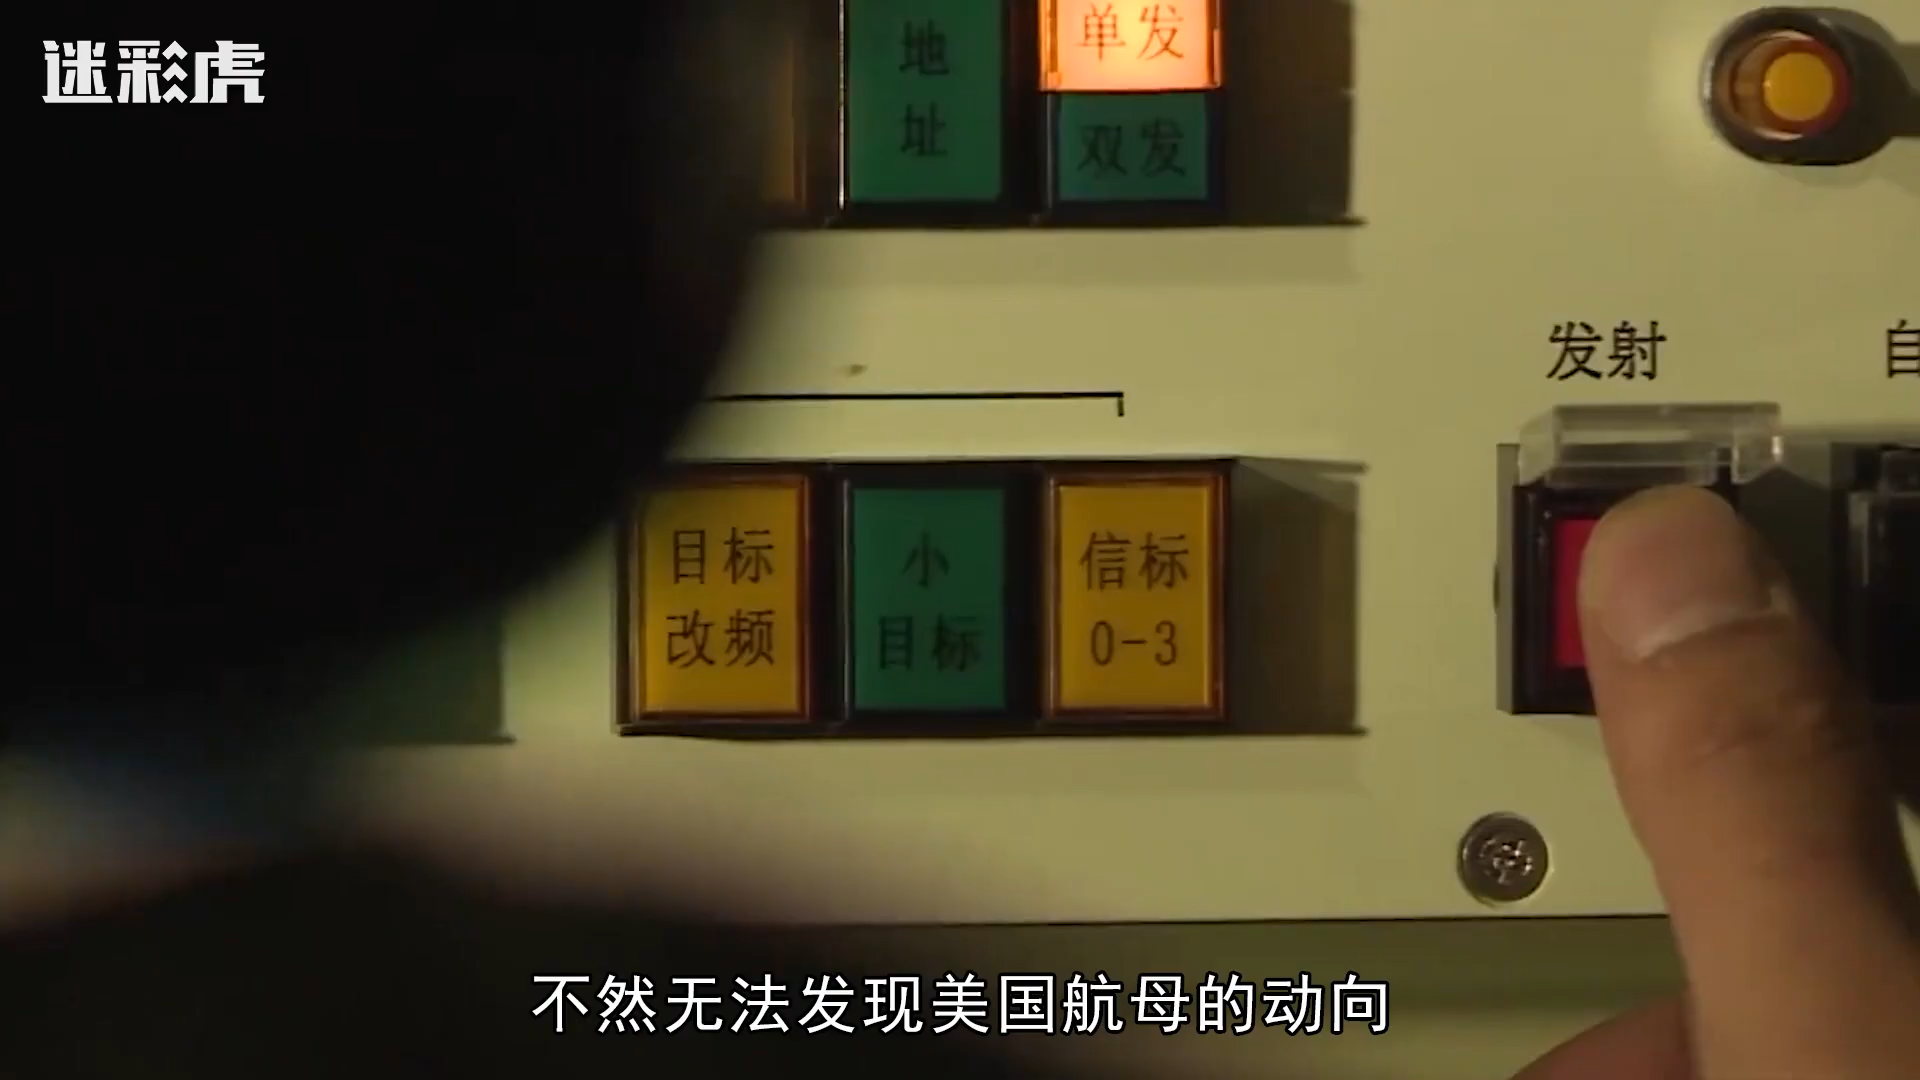 迷彩虎
地
址
单发
双发
发射
自
目标
改频
小
目标
信标
0-3
不然无法发现美国航母的动向